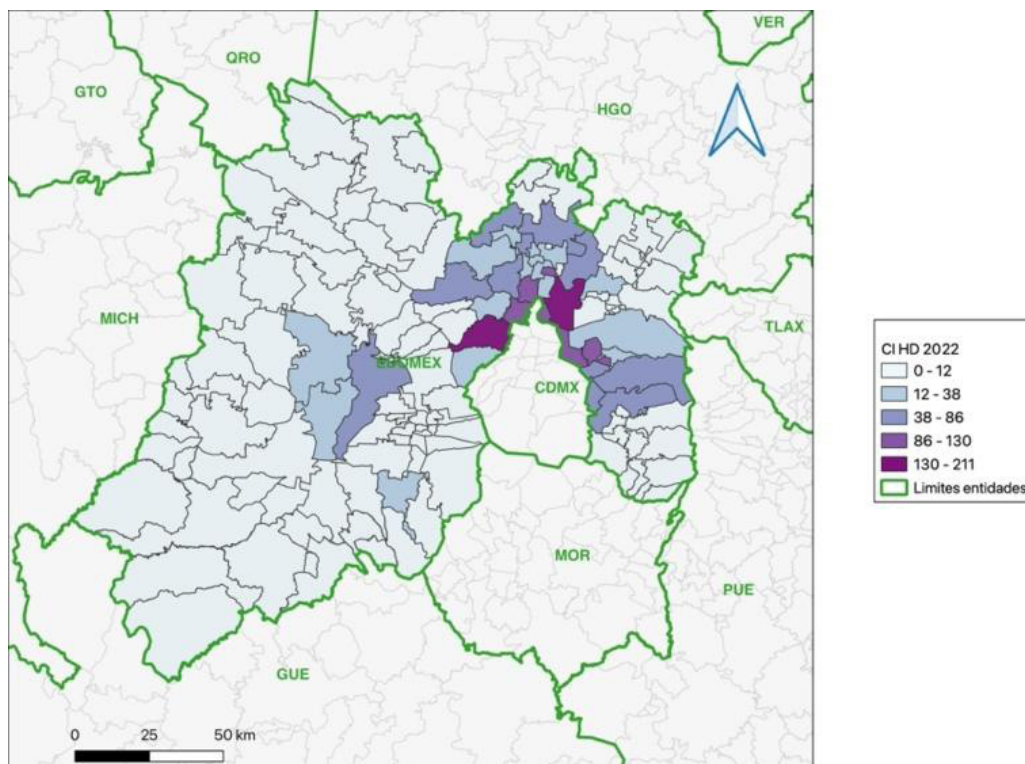 VER
QRO
GTO
HGO
MICH
TLAX
EDOMEX
CDMX
MOR
PUE
GUE
0 25 50 km
CI HD 2022
0 - 12
12 - 38
38 - 86
86 - 130
130 - 211
Limites entidades